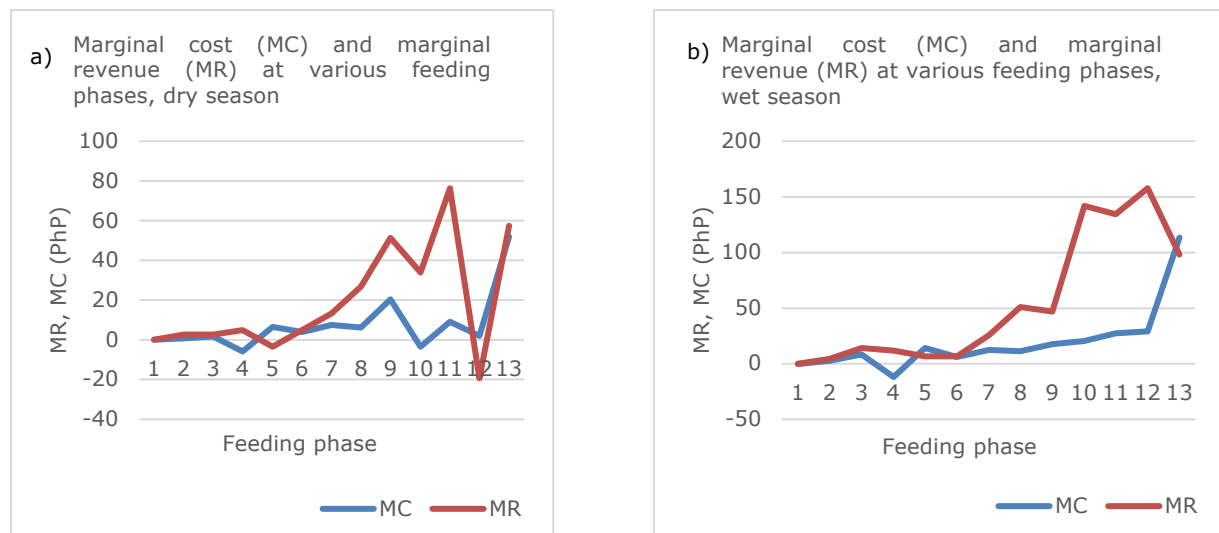 a) Marginal cost (MC) and marginal
revenue (MR) at various feeding
phases, dry season
100
80
60
40
20
0
-20
-40
MR, MC (PhP)
1 2 3 4 5 6 7 8 9 10 11 12 13
Feeding phase
MC MR
b) Marginal cost (MC) and marginal
revenue (MR) at various feeding phases,
wet season
200
150
100
50
0
-50
MR, MC (PhP)
1 2 3 4 5 6 7 8 9 10 11 12 13
Feeding phase
MC MR